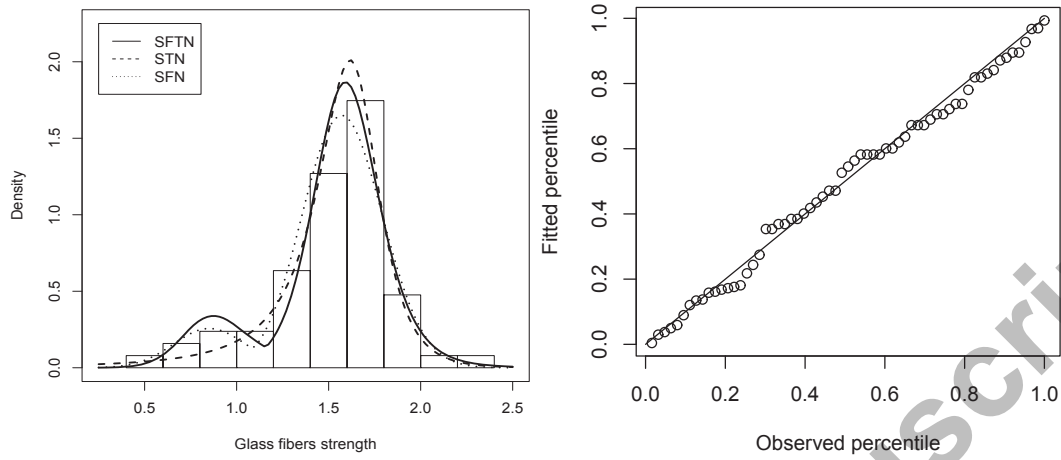 SFTN
STN
SFN
Density
0.0 0.5 1.0 1.5 2.0
0.5 1.0 1.5 2.0 2.5
Glass fibers strength
Fitted percentile
0.0 0.2 0.4 0.6 0.8 1.0
0.0 0.2 0.4 0.6 0.8 1.0
Observed percentile